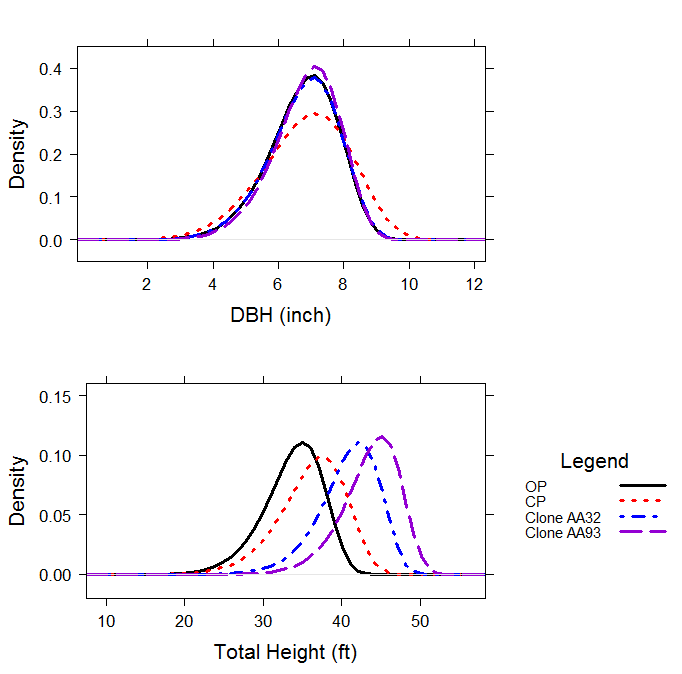 0.4
0.3
0.2
0.1
0.0
Density
2 4 6 8 10 12
DBH (inch)
0.15
0.10
0.05
0.00
Density
10 20 30 40 50
Total Height (ft)
Legend
OP
CP
Clone AA32
Clone AA93